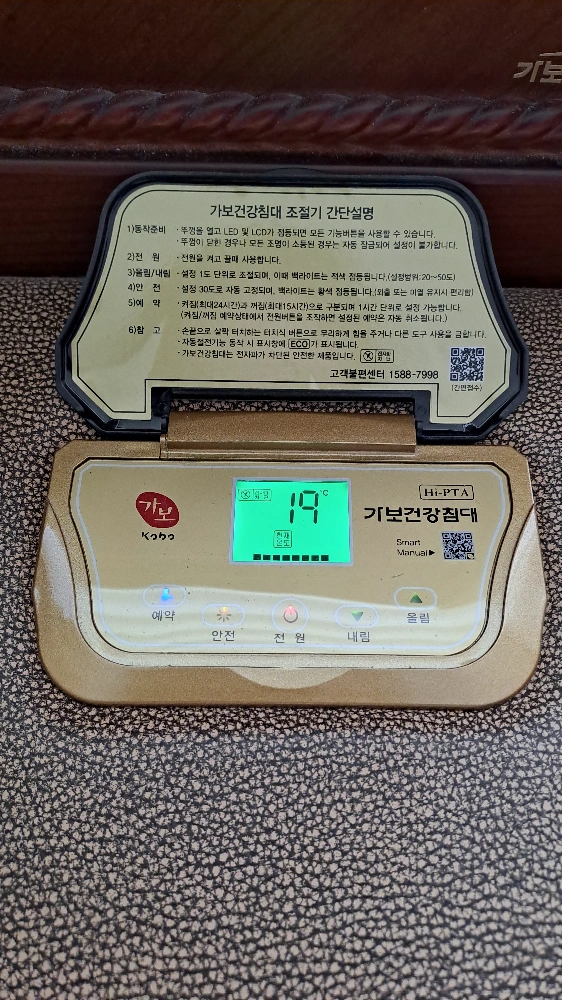 가보
가보건강침대 조절기 간단설명
1)동작준비 · 뚜껑을 열고 LED 및 LCD가 점등되면 모든 기능버튼을 사용할 수 있습니다.
· 뚜껑이 닫힌 경우나 모든 조명이 소등된 경우는 자동 잠금되어 설정이 불가합니다.
2)전 원 · 전원을 켜고 끌때 사용합니다.
3)올림/내림 · 설정 1도 단위로 조절되며, 이때 백라이트는 적색 점등됩니다.(설정범위:20~50도)
4)안 전 · 설정 30도로 자동 고정되며, 백라이트는 황색 점등됩니다.(외출 또는 미열 유지시 편리함)
5)예 약 · 켜짐(최대24시간)과 꺼짐(최대15시간)으로 구분되며 1시간 단위로 설정 가능합니다.
(켜짐/꺼짐 예약상태에서 전원버튼을 조작하면 설정된 예약은 자동 취소됩니다.)
6)참 고 · 손끝으로 살짝 터치하는 터치식 버튼으로 무리하게 힘을 주거나 다른 도구 사용을 금합니다.
· 자동절전기능 동작 시 표시창에 ECO가 표시됩니다.
· 가보건강침대는 전자파가 차단된 안전한 제품입니다.
고객불편센터 1588-7998
(간편접수)
가보
Kabo
19°C
현재
온도
Hi-PTA
가보건강침대
Smart
Manual▶
예약
안전
전 원
내림
올림